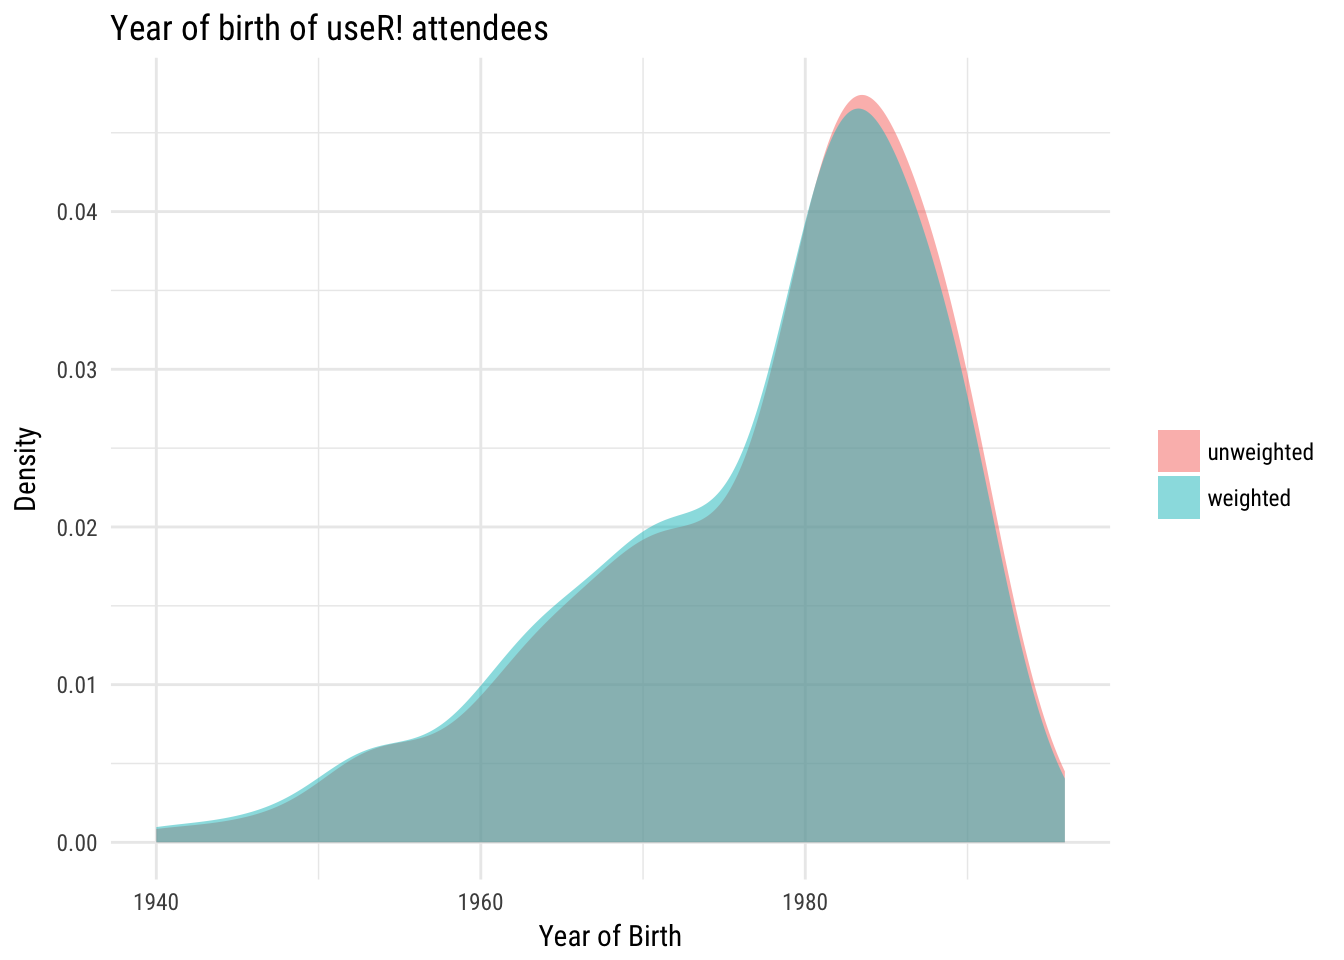 Year of birth of useR! attendees
0.04
0.03
0.02
0.01
0.00
Density
1940
1960
1980
Year of Birth
unweighted
weighted